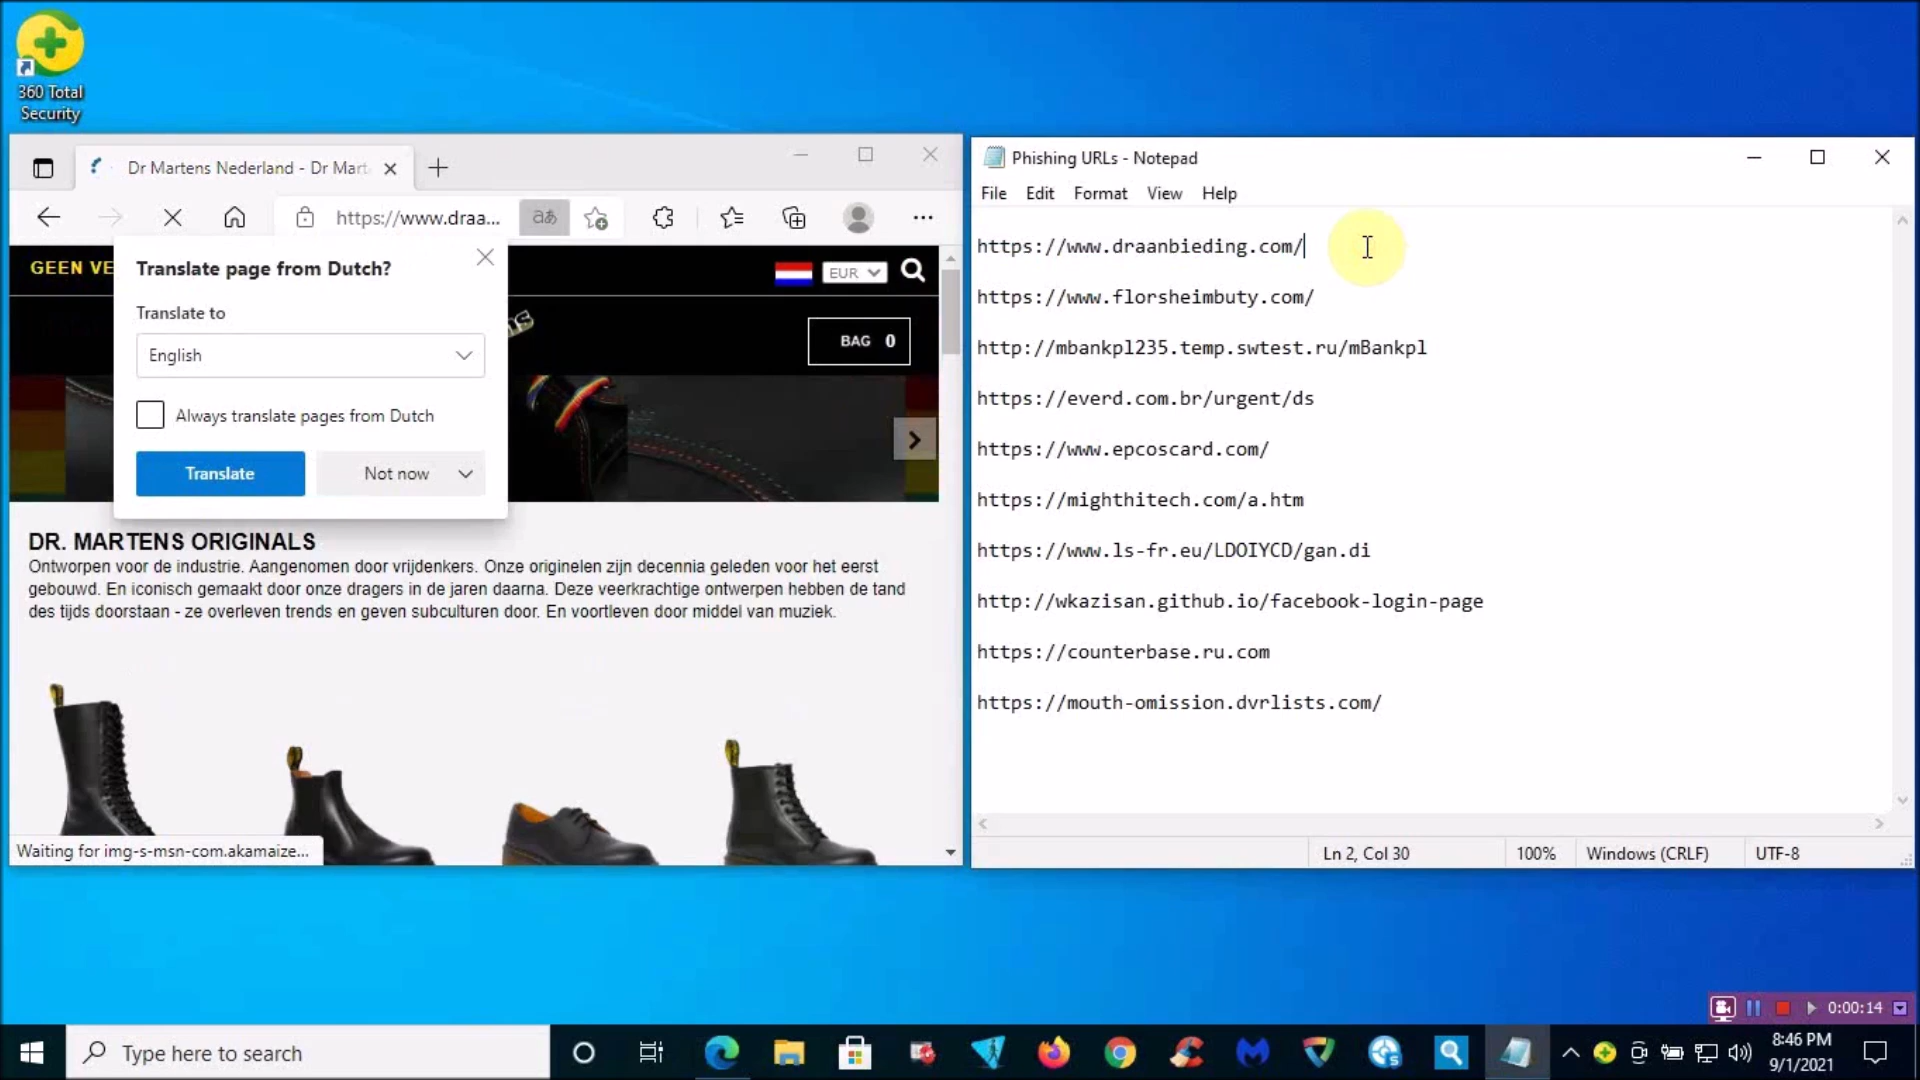 360 Total
Security
Dr Martens Nederland - Dr Mart
https://www.draa...
GEEN VE
EUR
BAG 0
Translate page from Dutch?
Translate to
English
Always translate pages from Dutch
Translate
Not now
DR. MARTENS ORIGINALS
Ontworpen voor de industrie. Aangenomen door vrijdenkers. Onze originelen zijn decennia geleden voor het eerst
gebouwd. En iconisch gemaakt door onze dragers in de jaren daarna. Deze veerkrachtige ontwerpen hebben de tand
des tijds doorstaan - ze overleven trends en geven subculturen door. En voortleven door middel van muziek.
Waiting for img-s-msn-com.akamaize...
Phishing URLs - Notepad
File Edit Format View Help
https://www.draanbieding.com/
https://www.florsheimbuty.com/
http://mbankpl235.temp.swtest.ru/mBankpl
https://everd.com.br/urgent/ds
https://www.epcoscard.com/
https://mighthitech.com/a.htm
https://www.ls-fr.eu/LDOIYCD/gan.di
http://wkazisan.github.io/facebook-login-page
https://counterbase.ru.com
https://mouth-omission.dvrlists.com/
Ln 2, Col 30
100%
Windows (CRLF)
UTF-8
0:00:14
Type here to search
8:46 PM
9/1/2021